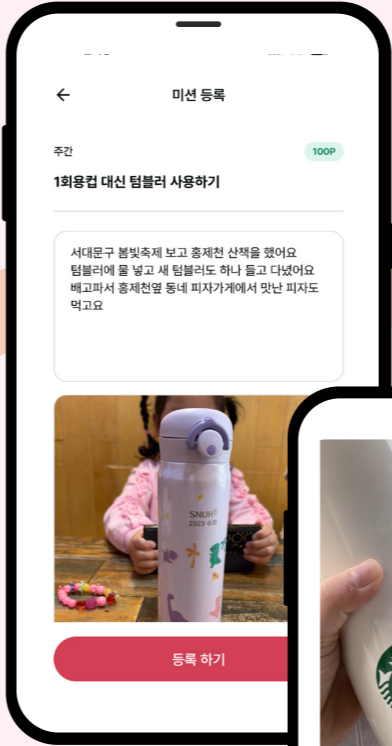 미션 등록
주간
100P
1회용컵 대신 텀블러 사용하기
서대문구 봄빛축제 보고 홍제천 산책을 했어요
텀블러에 물 넣고 새 텀블러도 하나 들고 다녔어요
배고파서 홍제천옆 동네 피자가게에서 맛난 피자도
먹고요
SNUH
2023
등록 하기